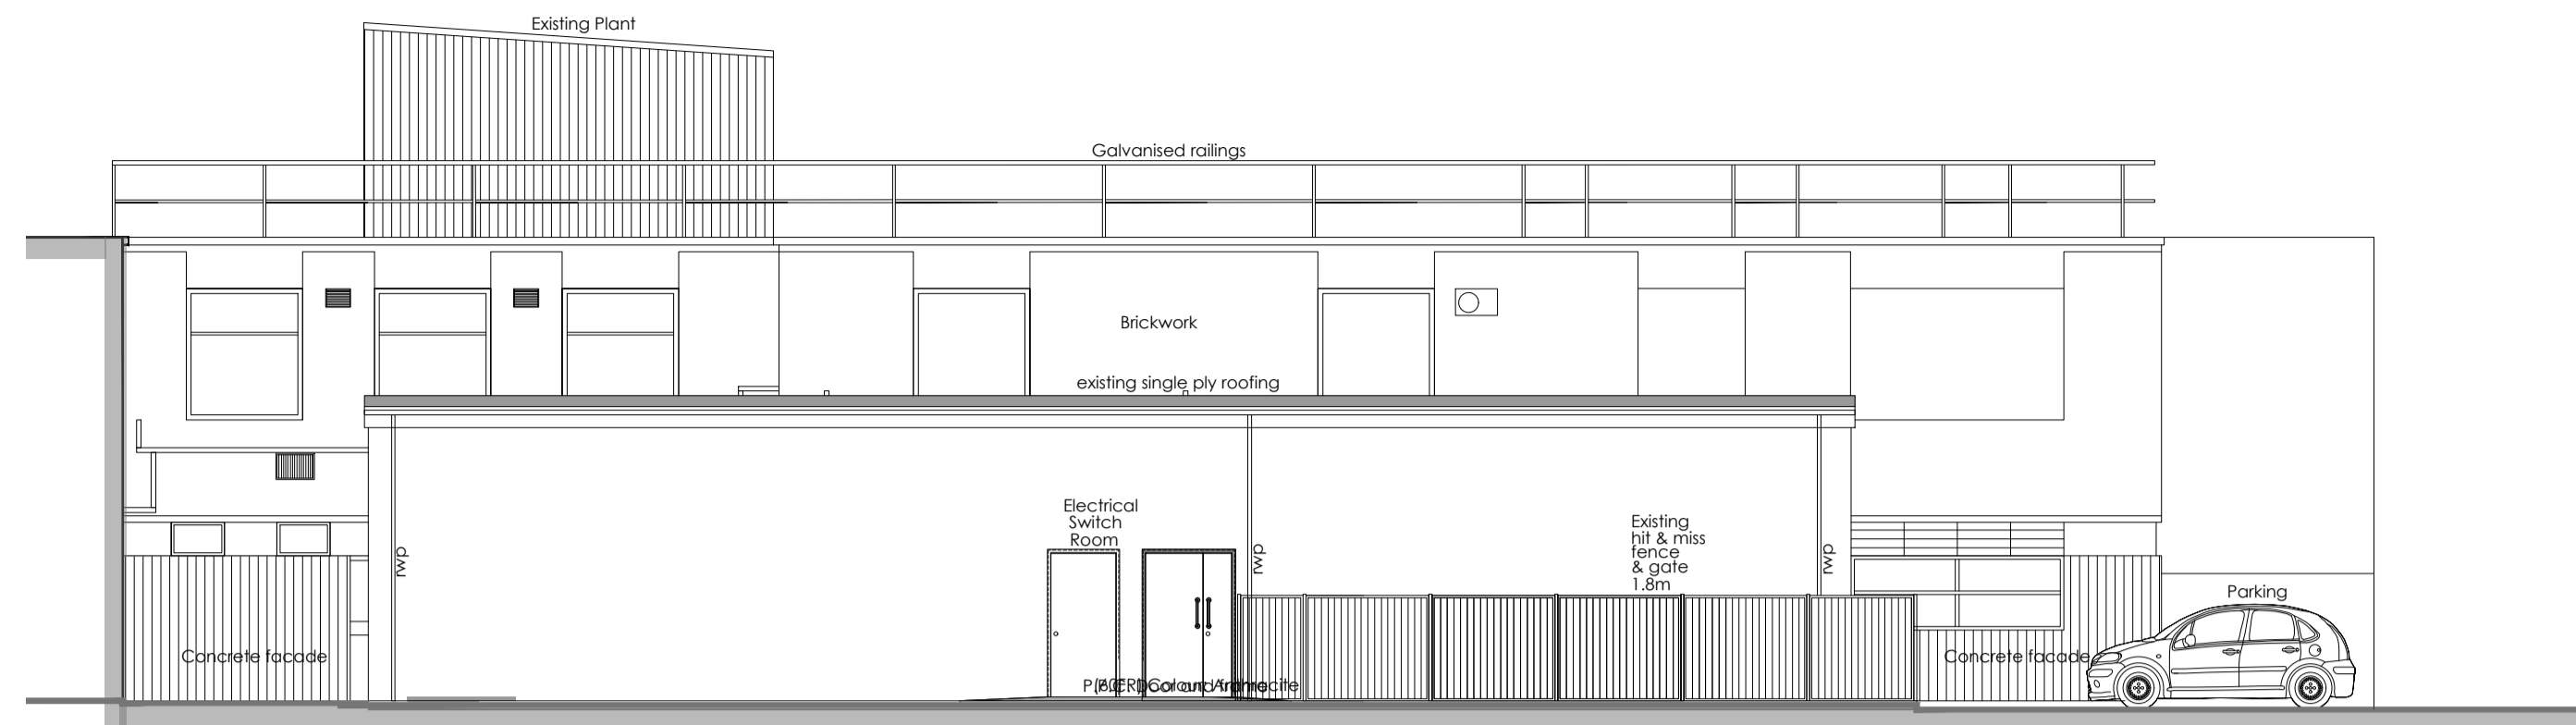 Existing Plant
Galvanised railings
Brickwork
existing single ply roofing
Electrical
Switch
Room
Existing
hit & miss
fence
& gate
1.8m
rwp
rwp
rwp
Parking
Concrete facade
Concrete facade